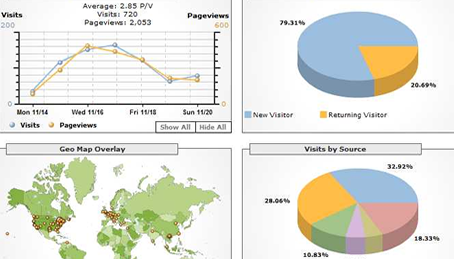 Average: 2.85 P/V
Visits: 720
Pageviews: 2,053
Visits
Pageviews
200
600
0
0
Mon 11/14
Wed 11/16
Fri 11/18
Sun 11/20
Visits
Pageviews
Show All
Hide All
79.31%
20.69%
New Visitor
Returning Visitor
Geo Map Overlay
Visits by Source
32.92%
28.06%
18.33%
10.83%